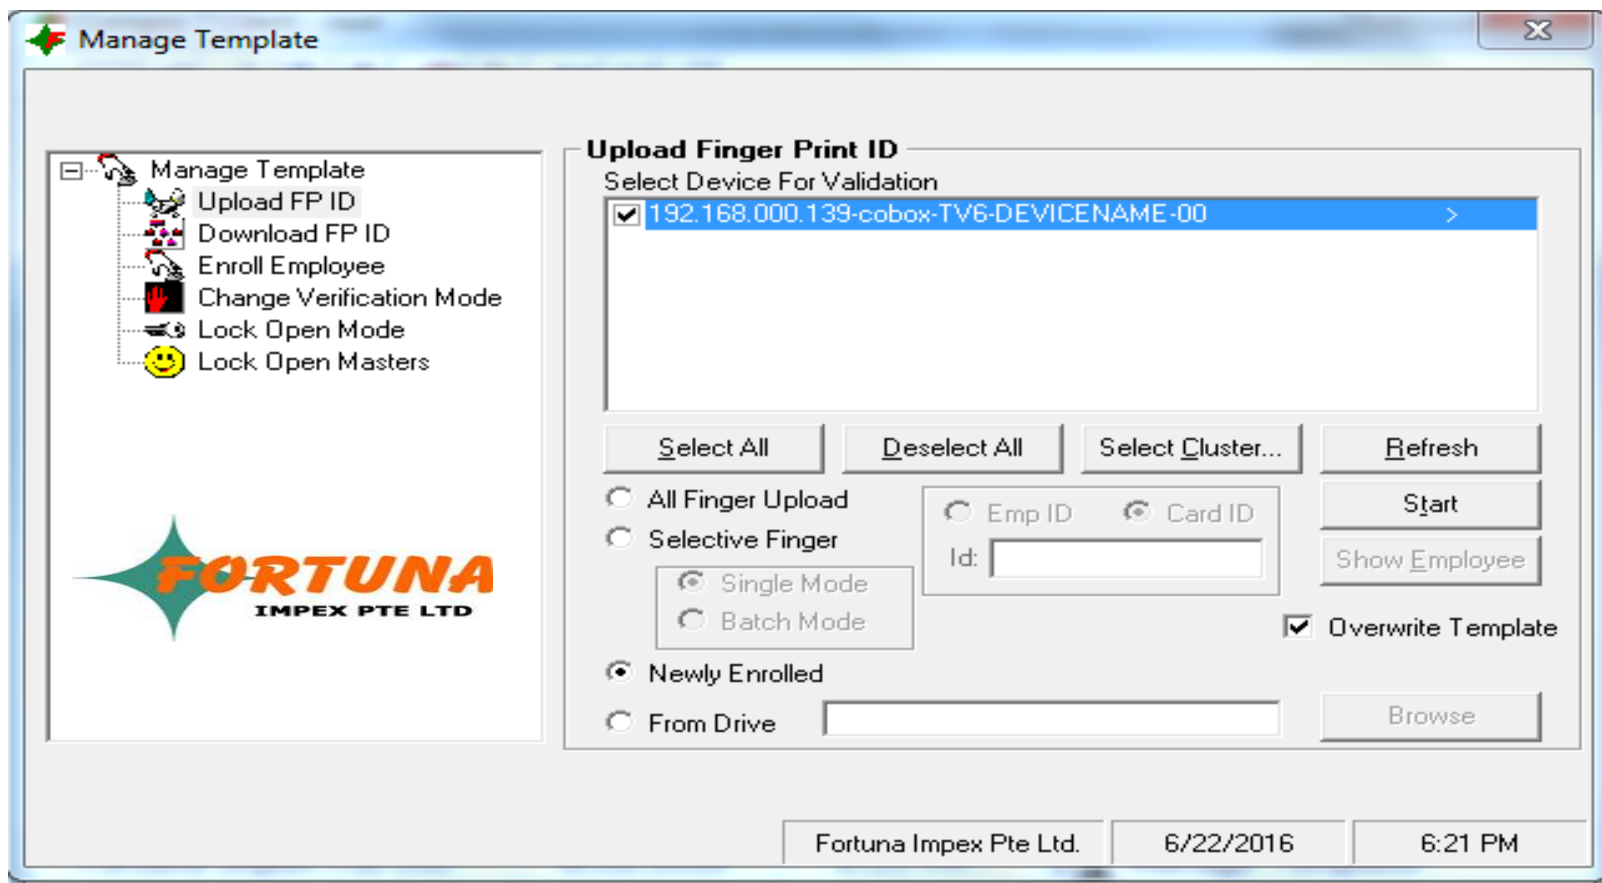 Manage Template
Manage Template
Upload FP ID
Download FP ID
Enroll Employee
Change Verification Mode
Lock Open Mode
Lock Open Masters
FORTUNA
IMPEX PTE LTD
Upload Finger Print ID
Select Device For Validation
192.168.000.139-cobox-TV6-DEVICENAME-00 >
Select All Deselect All Select Cluster... Refresh
All Finger Upload
Selective Finger
Single Mode
Batch Mode
Emp ID Card ID
Id:
Start
Show Employee
Overwrite Template
Newly Enrolled
From Drive
Browse
Fortuna Impex Pte Ltd. 6/22/2016 6:21 PM